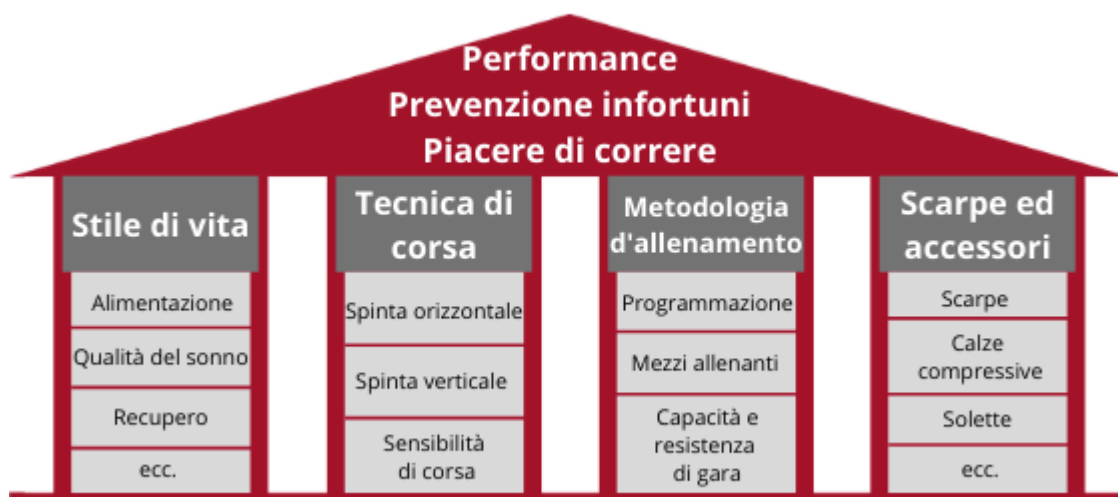 Performance
Prevenzione infortuni
Piacere di correre
Stile di vita
Alimentazione
Qualità del sonno
Recupero
ecc.
Tecnica di
corsa
Spinta orizzontale
Spinta verticale
Sensibilità
di corsa
Metodologia
d'allenamento
Programmazione
Mezzi allenanti
Capacità e
resistenza
di gara
Scarpe ed
accessori
Scarpe
Calze
compressive
Solette
ecc.